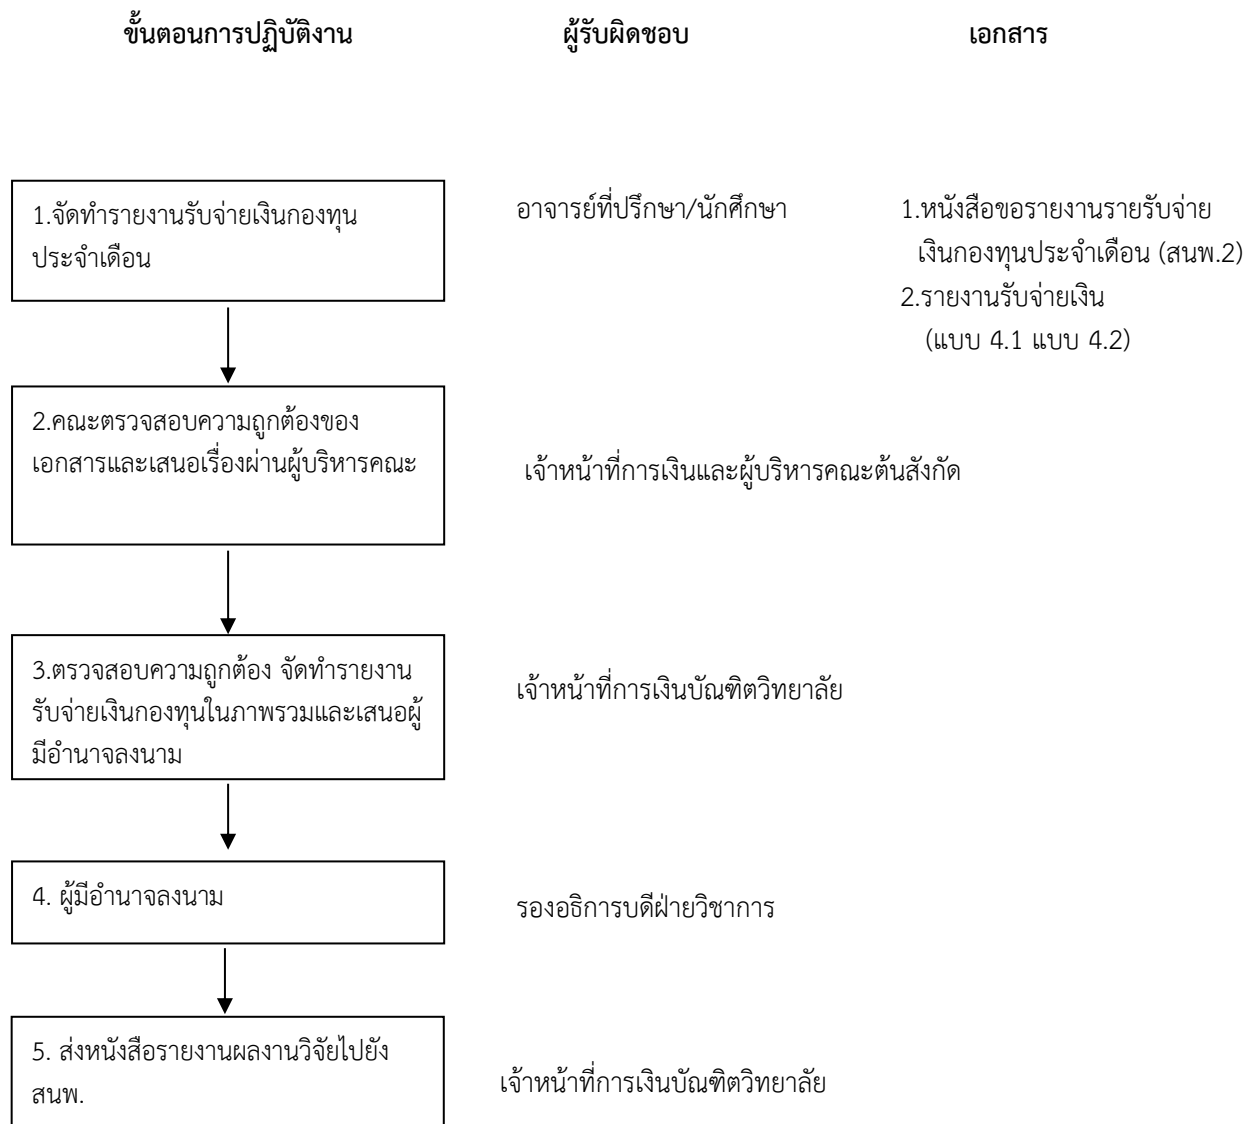 ขั้นตอนการปฏิบัติงาน
ผู้รับผิดชอบ
เอกสาร
1.จัดทำรายงานรับจ่ายเงินกองทุน
ประจำเดือน
อาจารย์ที่ปรึกษา/นักศึกษา
1.หนังสือขอรายงานรายรับจ่าย
เงินกองทุนประจำเดือน (สนพ.2)
2.รายงานรับจ่ายเงิน
(แบบ 4.1 แบบ 4.2)
2.คณะตรวจสอบความถูกต้องของ
เอกสารและเสนอเรื่องผ่านผู้บริหารคณะ
เจ้าหน้าที่การเงินและผู้บริหารคณะต้นสังกัด
3.ตรวจสอบความถูกต้อง จัดทำรายงาน
รับจ่ายเงินกองทุนในภาพรวมและเสนอผู้
มีอำนาจลงนาม
เจ้าหน้าที่การเงินบัณฑิตวิทยาลัย
4. ผู้มีอำนาจลงนาม
รองอธิการบดีฝ่ายวิชาการ
5. ส่งหนังสือรายงานผลงานวิจัยไปยัง
สนพ.
เจ้าหน้าที่การเงินบัณฑิตวิทยาลัย